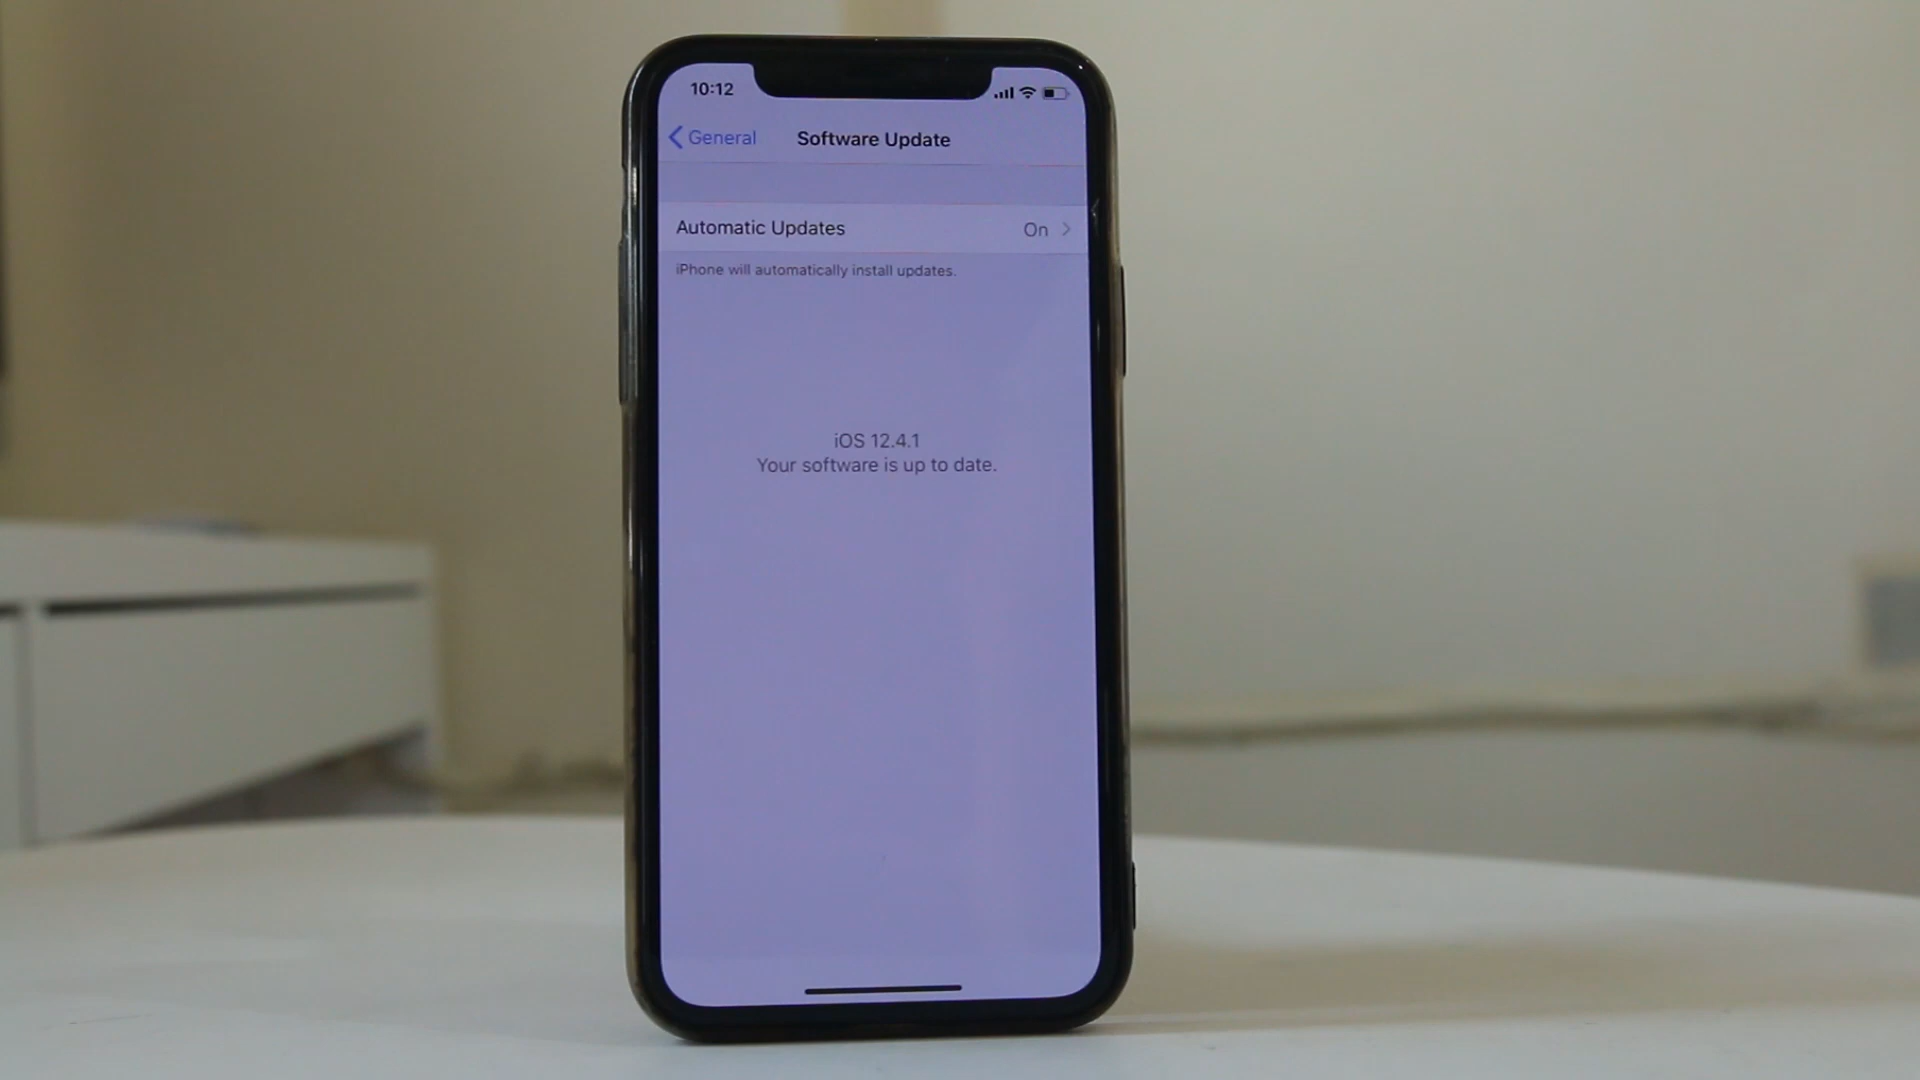 10:12
General
Software Update
Automatic Updates On
iPhone will automatically install updates.
iOS 12.4.1
Your software is up to date.